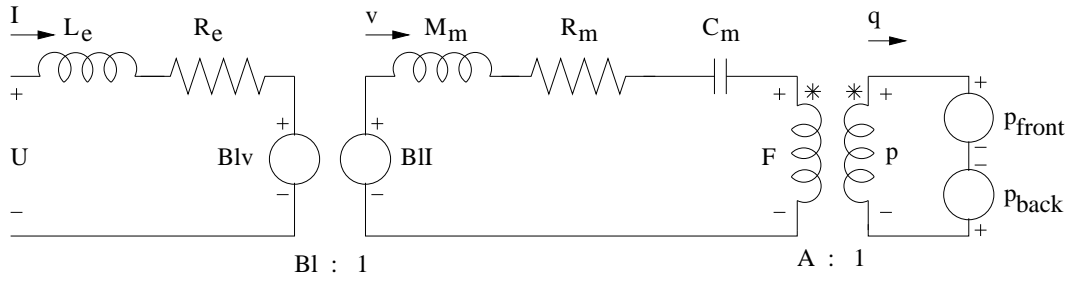 I
L_e
R_e
v
M_m
R_m
C_m
q
+
+
+
+
*
*
+
+
U
Blv
BlI
F
p
p_front
−
−
p_back
−
−
−
−
−
+
Bl : 1
A : 1